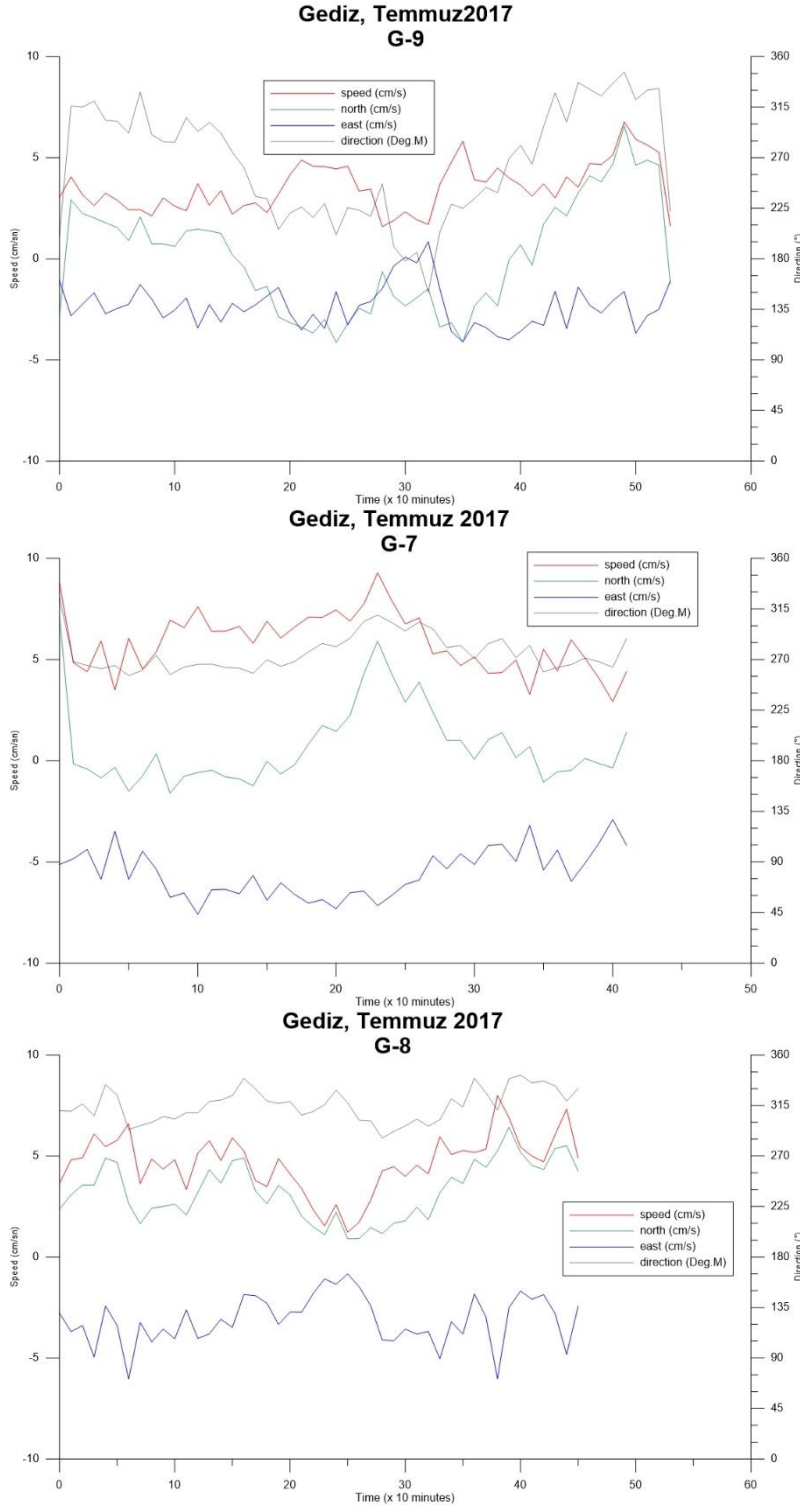 Gediz, Temmuz2017
G-9
10
5
0
-5
-10
Speed (cm/sn)
speed (cm/s)
north (cm/s)
east (cm/s)
direction (Deg.M)
360
315
270
225
180
135
90
45
0
Direction (°)
0 10 20 30 40 50 60
Time (x 10 minutes)
Gediz, Temmuz 2017
G-7
10
5
0
-5
-10
Speed (cm/sn)
speed (cm/s)
north (cm/s)
east (cm/s)
direction (Deg.M)
360
315
270
225
180
135
90
45
0
Direction (°)
0 10 20 30 40 50
Time (x 10 minutes)
Gediz, Temmuz 2017
G-8
10
5
0
-5
-10
Speed (cm/sn)
speed (cm/s)
north (cm/s)
east (cm/s)
direction (Deg.M)
360
315
270
225
180
135
90
45
0
Direction (°)
0 10 20 30 40 50 60
Time (x 10 minutes)